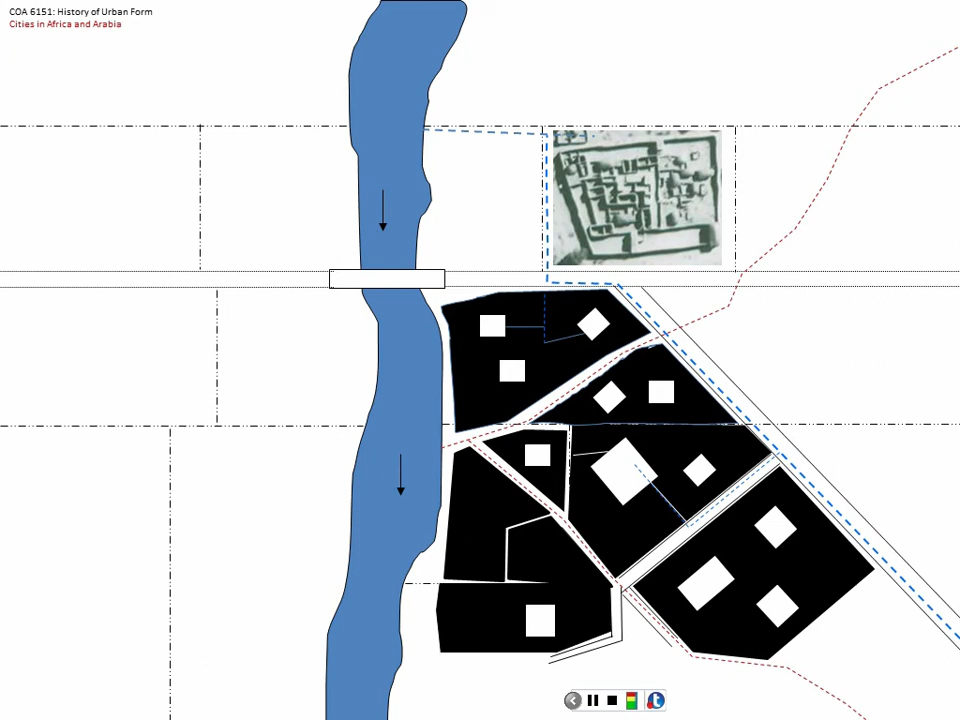 COA 6151: History of Urban Form
Cities in Africa and Arabia